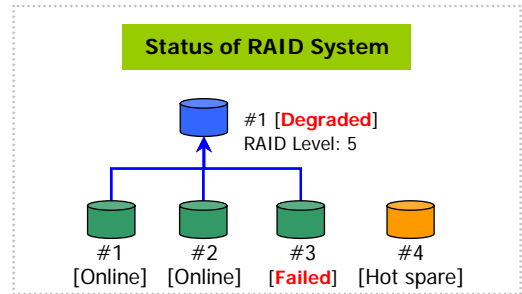 Status of RAID System
#1 [Degraded]
RAID Level: 5
#1 #2 #3 #4
[Online] [Online] [Failed] [Hot spare]